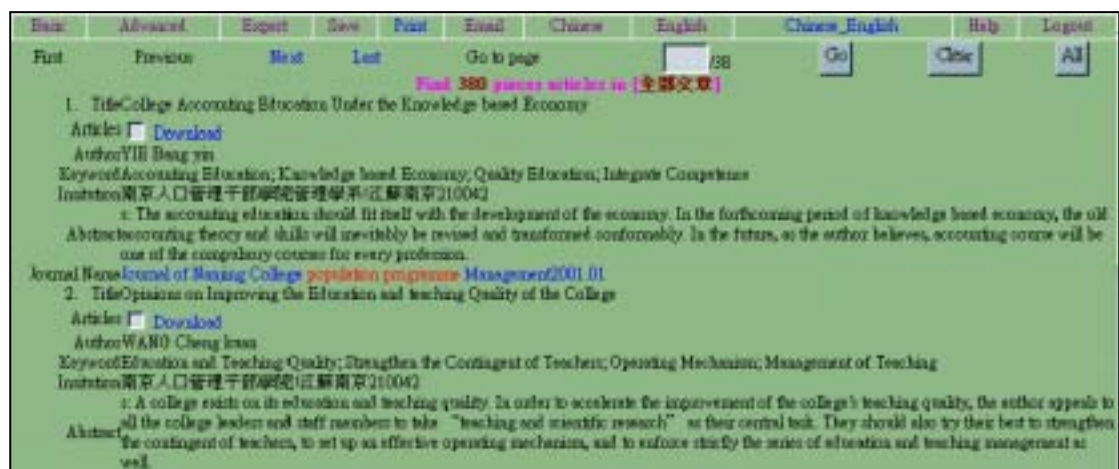 Basic Advanced Expert Save Print Email Chinese English Chinese_English Help Logout
First Previous Next Last Go to page /38 Go Clear All
Find 380 pieces articles in [全部文章]
1. TitleCollege Accounting Education Under the Knowledge based Economy
Articles Download
AuthorYIE Bang yin
KeywordAccounting Education; Knowledge based Economy; Quality Education; Integrate Competence
Institution南京人口管理干部學院管理學系!江蘇南京210042
s: The accounting education should fit itself with the development of the economy. In the forthcoming period of knowledge based economy, the old
Abstractaccounting theory and skills will inevitably be revised and transformed conformably. In the future, as the author believes, accounting course will be
one of the compulsory courses for every profession.
Journal NameJournal of Nanjing College population programme Management2001.01
2. TitleOpinions on Improving the Education and teaching Quality of the College
Articles Download
AuthorWANG Cheng
KeywordEducation and Teaching Quality; Strengthen the Contingent of Teachers; Operating Mechanism; Management of Teaching
Institution南京人口管理干部學院!江蘇南京210042
s: A college exists on its education and teaching quality. In order to accelerate the improvement of the college's teaching quality, the author appeals to
all the college leaders and staff members to take “teaching and scientific research” as their central task. They should also try their best to strengthen
Abstract
the contingent of teachers, to set up an effective operating mechanism, and to enforce strictly the series of education and teaching management as
well.